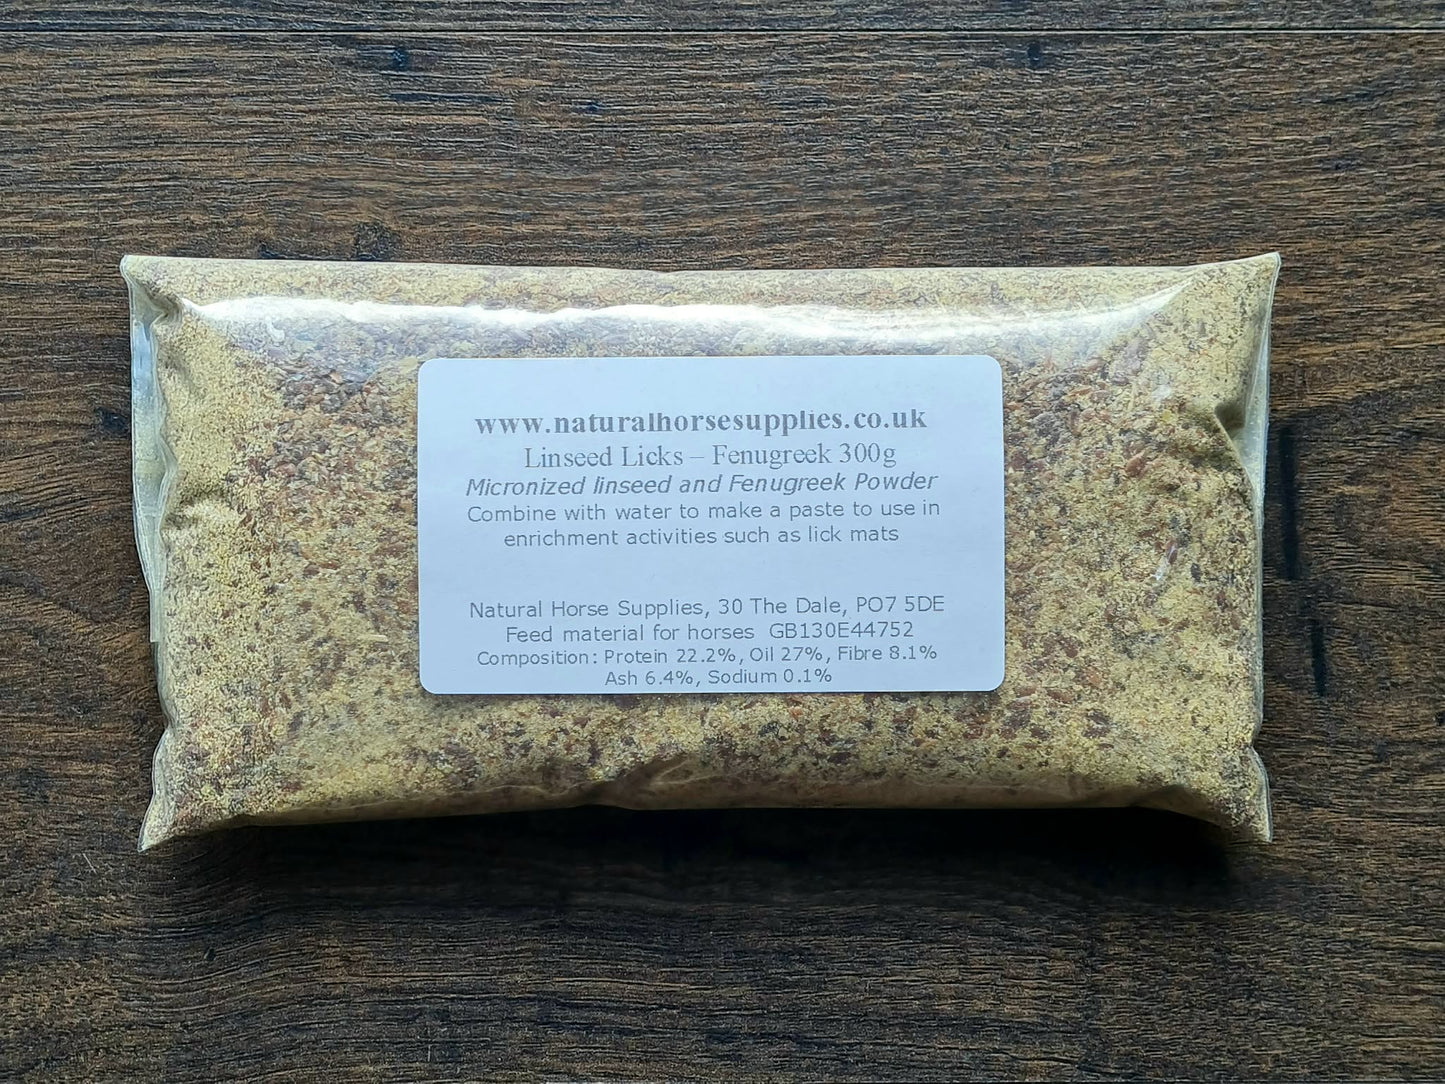 www.naturalhorsesupplies.co.uk
Linseed Licks – Fenugreek 300g
Micronized linseed and Fenugreek Powder
Combine with water to make a paste to use in
enrichment activities such as lick mats
Natural Horse Supplies, 30 The Dale, PO7 5DE
Feed material for horses GB130E44752
Composition: Protein 22.2%, Oil 27%, Fibre 8.1%
Ash 6.4%, Sodium 0.1%